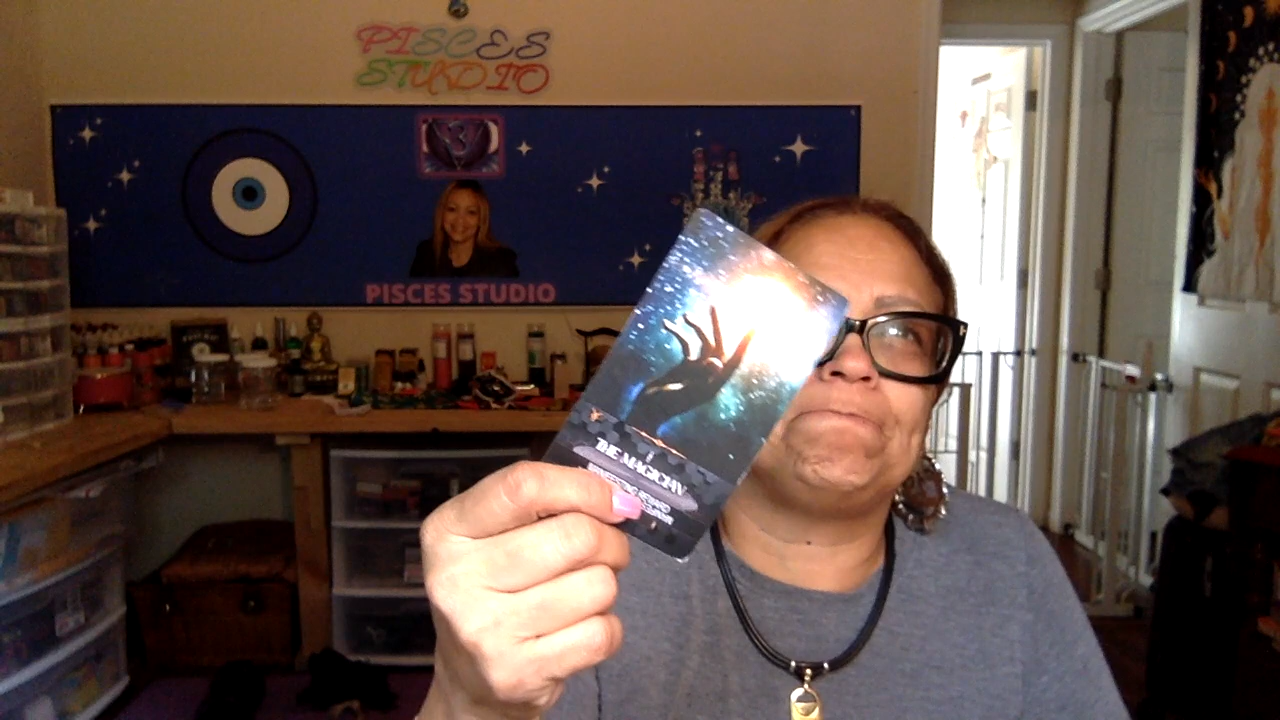 PISCES
STUDIO
PISCES STUDIO
I
THE MAGICIAN